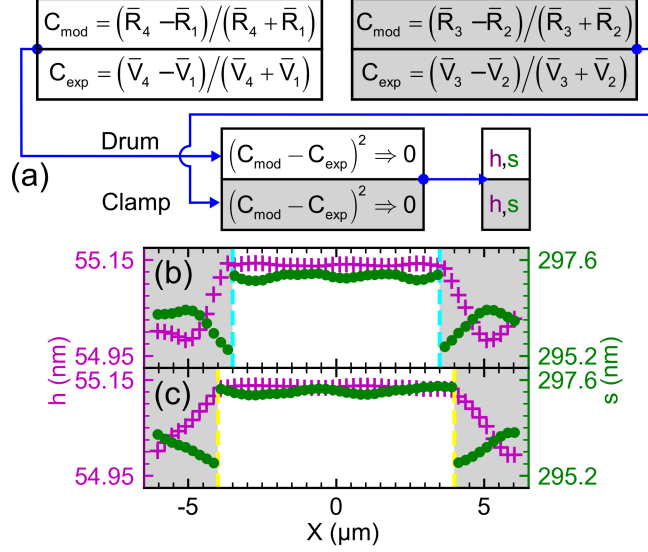 C_mod = (R̄_4 − R̄_1)/(R̄_4 + R̄_1)
C_exp = (V̄_4 − V̄_1)/(V̄_4 + V̄_1)
C_mod = (R̄_3 − R̄_2)/(R̄_3 + R̄_2)
C_exp = (V̄_3 − V̄_2)/(V̄_3 + V̄_2)
(a)
Drum
Clamp
(C_mod − C_exp)^2 ⇒ 0
(C_mod − C_exp)^2 ⇒ 0
h,s
h,s
(b)
55.15
54.95
h (nm)
297.6
295.2
s (nm)
(c)
55.15
54.95
297.6
295.2
-5
0
5
X (µm)